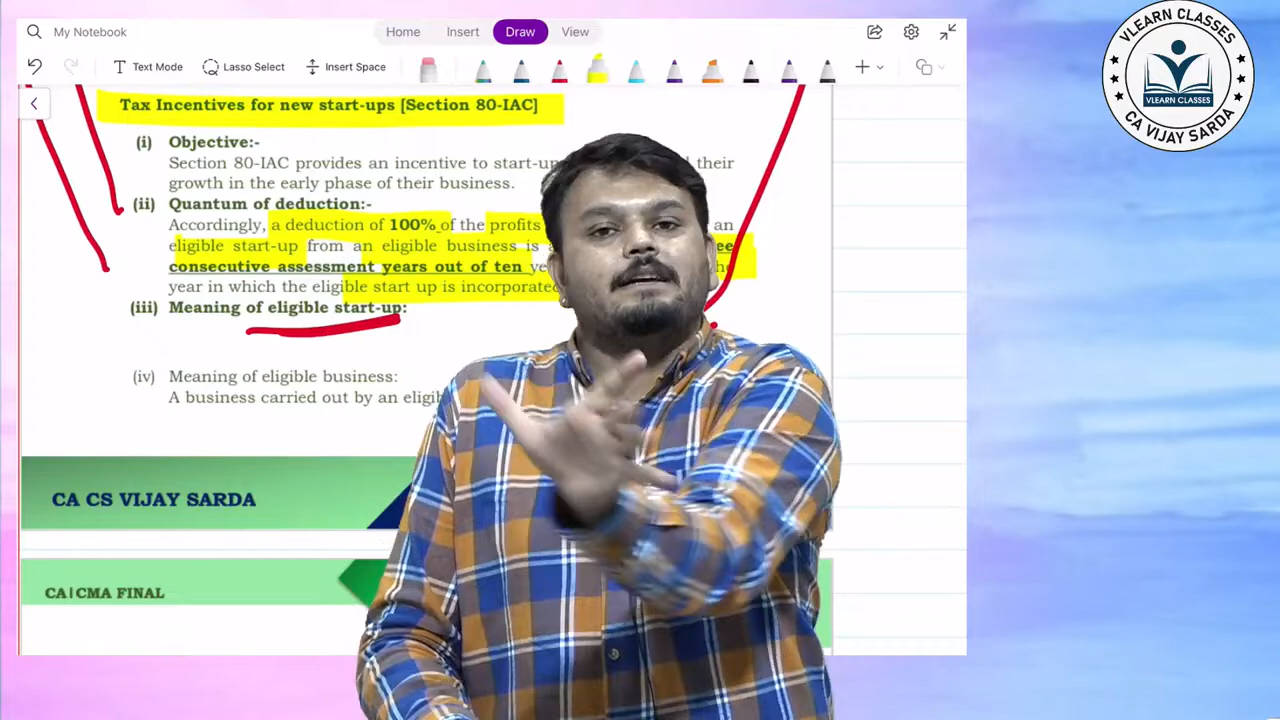 My Notebook
Home Insert Draw View
Text Mode Lasso Select Insert Space
Tax Incentives for new start-ups [Section 80-IAC]
(i) Objective:-
Section 80-IAC provides an incentive to start-up their
growth in the early phase of their business.
(ii) Quantum of deduction:-
Accordingly, a deduction of 100% of the profits an
eligible start-up from an eligible business is
consecutive assessment years out of ten
year in which the eligible start up is incorporated
(iii) Meaning of eligible start-up:
(iv) Meaning of eligible business:
A business carried out by an
CA CS VIJAY SARDA
CA|CMA FINAL
VLEARN CLASSES
VLEARN CLASSES
CA VIJAY SARDA